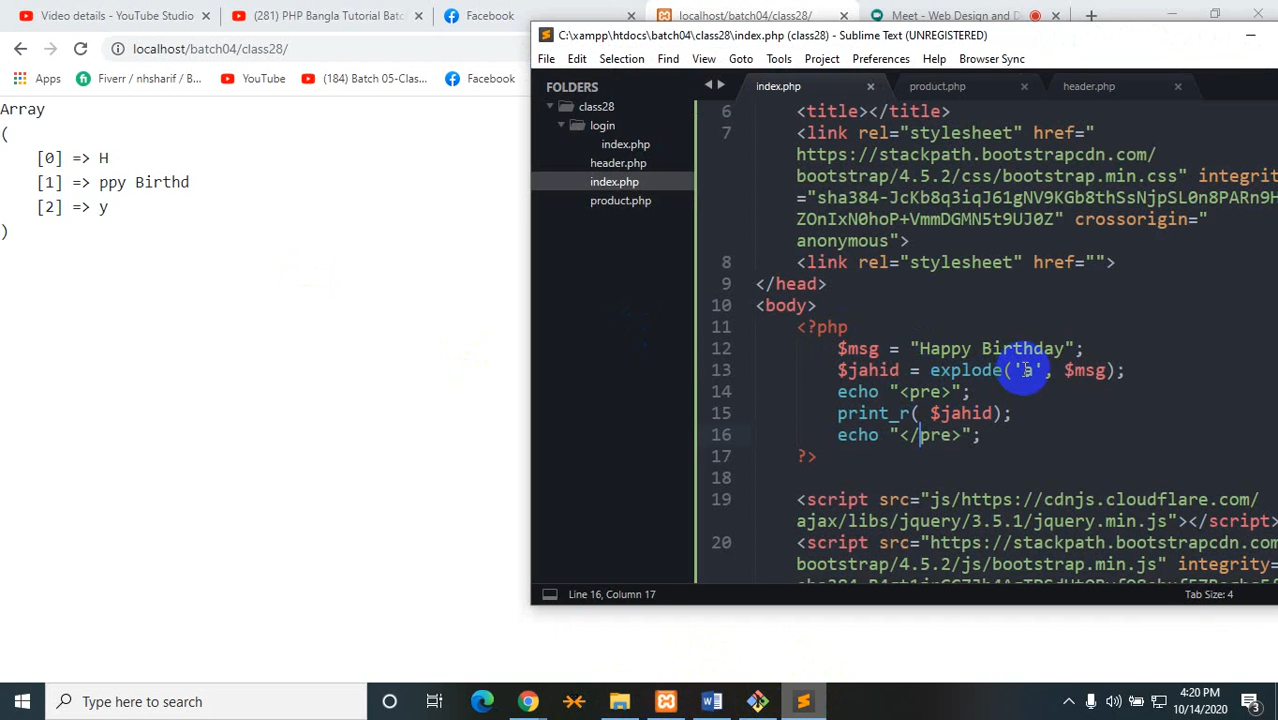 Video details - YouTube Studio
(281) PHP Bangla Tutorial Batc
Facebook
localhost/batch04/class28/
Meet - Web Design and D
localhost/batch04/class28/
Apps
Fiverr / nhsharif / B...
YouTube
(184) Batch 05-Clas...
Facebook
Array
(
[0] => H
[1] => ppy Birthd
[2] => y
)
C:\xampp\htdocs\batch04\class28\index.php (class28) - Sublime Text (UNREGISTERED)
File Edit Selection Find View Goto Tools Project Preferences Help Browser Sync
FOLDERS
class28
login
index.php
header.php
index.php
product.php
index.php
product.php
header.php
6 <title></title>
7 <link rel="stylesheet" href="
https://stackpath.bootstrapcdn.com/
bootstrap/4.5.2/css/bootstrap.min.css" integrity
="sha384-JcKb8q3iqJ61gNV9KGb8thSsNjpSL0n8PARn9H
ZOnIxN0hoP+VmmDGMN5t9UJ0Z" crossorigin="
anonymous">
8 <link rel="stylesheet" href="">
9 </head>
10 <body>
11 <?php
12 $msg = "Happy Birthday";
13 $jahid = explode('a', $msg);
14 echo "<pre>";
15 print_r( $jahid);
16 echo "</pre>";
17 ?>
18
19 <script src="js/https://cdnjs.cloudflare.com/
ajax/libs/jquery/3.5.1/jquery.min.js"></script>
20 <script src="https://stackpath.bootstrapcdn.com
bootstrap/4.5.2/js/bootstrap.min.js" integrity=
Line 16, Column 17
Tab Size: 4
Type here to search
4:20 PM
10/14/2020
3